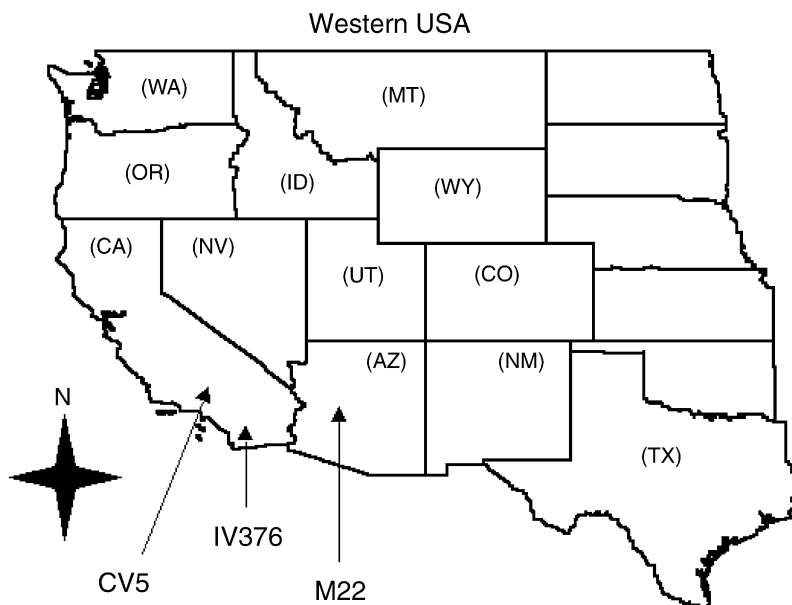 Western USA
(WA)
(MT)
(OR)
(ID)
(WY)
(CA)
(NV)
(UT)
(CO)
(AZ)
(NM)
N
(TX)
IV376
CV5
M22